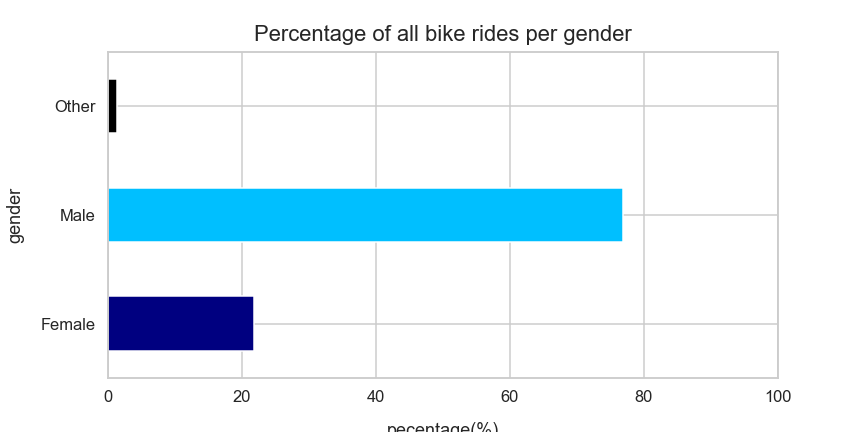 Percentage of all bike rides per gender
Other
Male
Female
gender
0 20 40 60 80 100
pecentage(%)